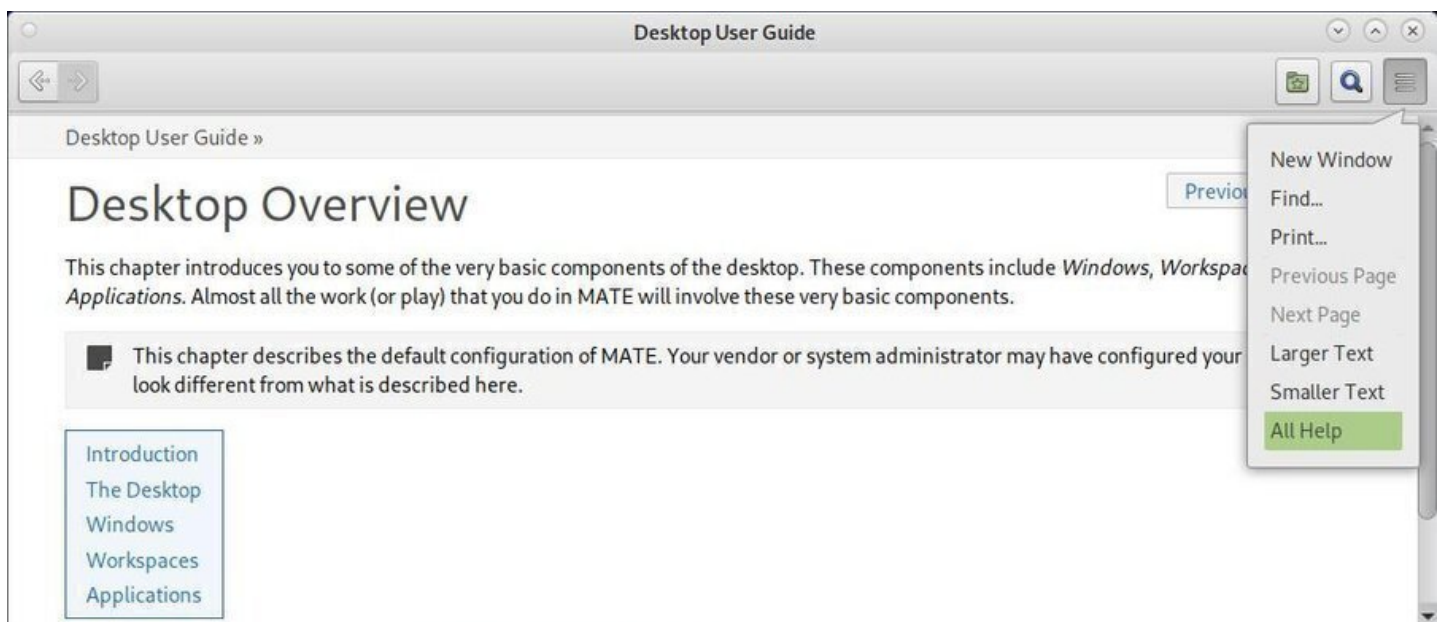 Desktop User Guide
Desktop User Guide »
Desktop Overview
This chapter introduces you to some of the very basic components of the desktop. These components include Windows,
Applications. Almost all the work (or play) that you do in MATE will involve these very basic components.
This chapter describes the default configuration of MATE. Your vendor or system administrator may have configured your
look different from what is described here.
Introduction
The Desktop
Windows
Workspaces
Applications
New Window
Find...
Print...
Previous Page
Next Page
Larger Text
Smaller Text
All Help